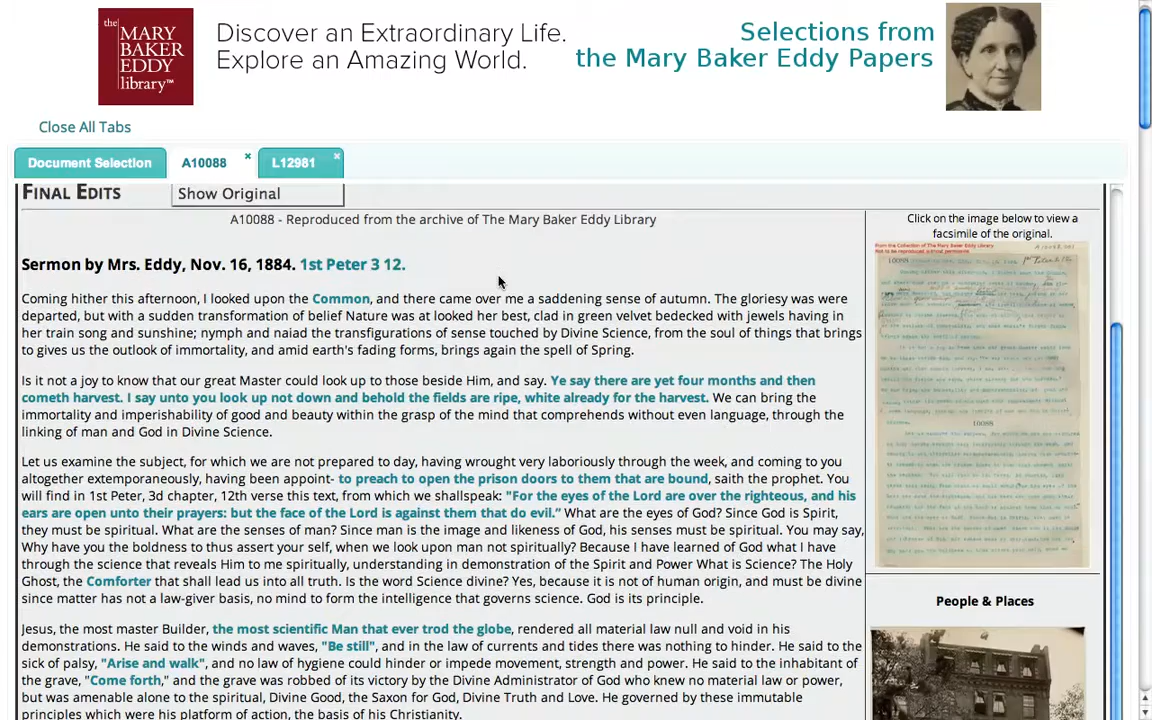 the
MARY
BAKER
EDDY
library™
Discover an Extraordinary Life.
Explore an Amazing World.
Selections from
the Mary Baker Eddy Papers
Close All Tabs
Document Selection
A10088 ×
L12981 ×
FINAL EDITS
Show Original
A10088 - Reproduced from the archive of The Mary Baker Eddy Library
Sermon by Mrs. Eddy, Nov. 16, 1884. 1st Peter 3 12.
Coming hither this afternoon, I looked upon the Common, and there came over me a saddening sense of autumn. The gloriesy was were
departed, but with a sudden transformation of belief Nature was at looked her best, clad in green velvet bedecked with jewels having in
her train song and sunshine; nymph and naiad the transfigurations of sense touched by Divine Science, from the soul of things that brings
to gives us the outlook of immortality, and amid earth's fading forms, brings again the spell of Spring.
Is it not a joy to know that our great Master could look up to those beside Him, and say. Ye say there are yet four months and then
cometh harvest. I say unto you look up not down and behold the fields are ripe, white already for the harvest. We can bring the
immortality and imperishability of good and beauty within the grasp of the mind that comprehends without even language, through the
linking of man and God in Divine Science.
Let us examine the subject, for which we are not prepared to day, having wrought very laboriously through the week, and coming to you
altogether extemporaneously, having been appoint- to preach to open the prison doors to them that are bound, saith the prophet. You
will find in 1st Peter, 3d chapter, 12th verse this text, from which we shallspeak: "For the eyes of the Lord are over the righteous, and his
ears are open unto their prayers: but the face of the Lord is against them that do evil." What are the eyes of God? Since God is Spirit,
they must be spiritual. What are the senses of man? Since man is the image and likeness of God, his senses must be spiritual. You may say,
Why have you the boldness to thus assert your self, when we look upon man not spiritually? Because I have learned of God what I have
through the science that reveals Him to me spiritually, understanding in demonstration of the Spirit and Power What is Science? The Holy
Ghost, the Comforter that shall lead us into all truth. Is the word Science divine? Yes, because it is not of human origin, and must be divine
since matter has not a law-giver basis, no mind to form the intelligence that governs science. God is its principle.
Jesus, the most master Builder, the most scientific Man that ever trod the globe, rendered all material law null and void in his
demonstrations. He said to the winds and waves, "Be still", and in the law of currents and tides there was nothing to hinder. He said to the
sick of palsy, "Arise and walk", and no law of hygiene could hinder or impede movement, strength and power. He said to the inhabitant of
the grave, "Come forth," and the grave was robbed of its victory by the Divine Administrator of God who knew no material law or power,
but was amenable alone to the spiritual, Divine Good, the Saxon for God, Divine Truth and Love. He governed by these immutable
principles which were his platform of action, the basis of his Christianity.
Click on the image below to view a
facsimile of the original.
From the Collection of The Mary Baker Eddy Library
Not to be reproduced without permission
10088
People & Places